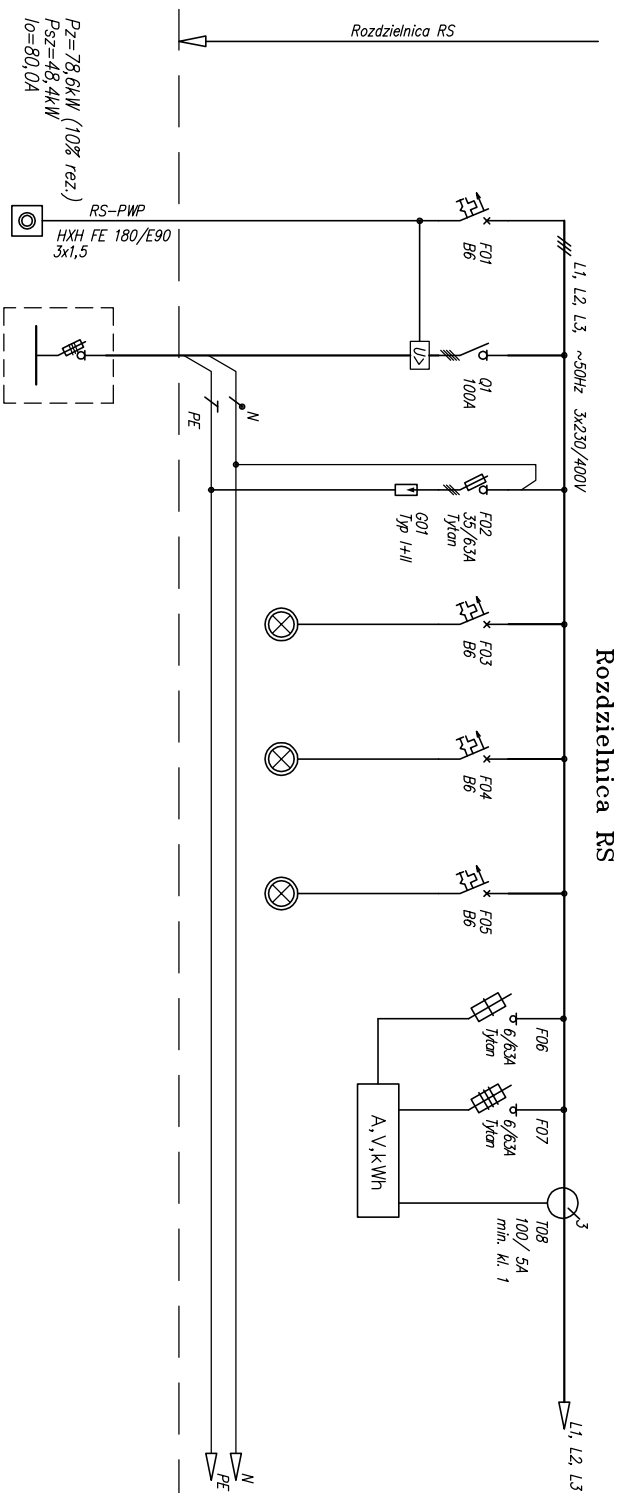 Rozdzielnica RS
Rozdzielnica RS
L1, L2, L3, ~50Hz 3x230/400V
F01
B6
Q1
100A
U>
RS-PWP
HXH FE 180/E90
3x1,5
Pz=78,6kW (10% rez.)
Psz=48,4kW
Io=80,0A
N
PE
F02
35/63A
Tytan
G01
Typ I+II
F03
B6
F04
B6
F05
B6
F06
6/63A
Tytan
F07
6/63A
Tytan
A,V,kWh
3
T08
100/ 5A
min. kl. 1
L1, L2, L3
N
PE